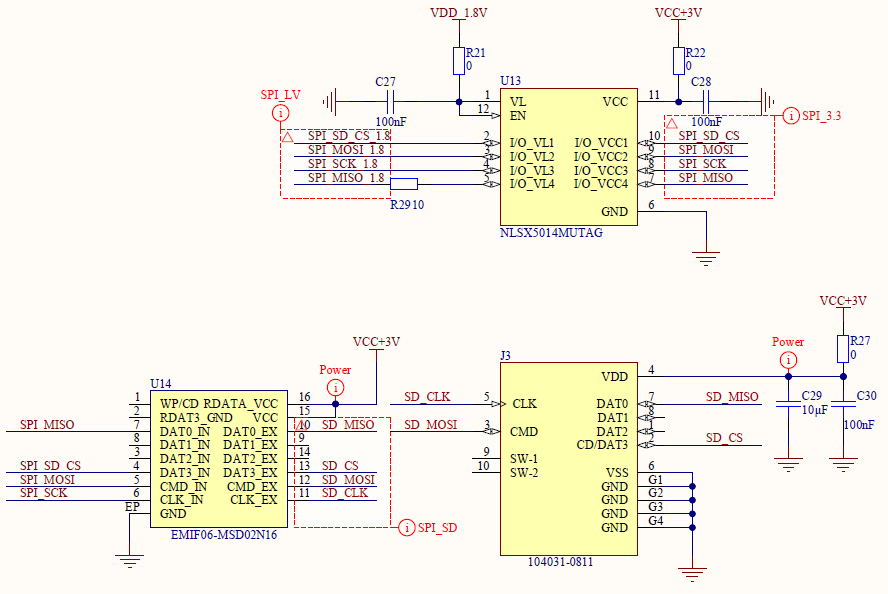 VDD_1.8V
VCC+3V
R21
0
R22
0
U13
C27
100nF
C28
100nF
SPI_LV
i
SPI_3.3
i
1
12
11
VL
EN
VCC
SPI_SD_CS_1.8
2
I/O_VL1
I/O_VCC1
10
SPI_SD_CS
SPI_MOSI_1.8
3
I/O_VL2
I/O_VCC2
9
SPI_MOSI
SPI_SCK_1.8
4
I/O_VL3
I/O_VCC3
8
SPI_SCK
SPI_MISO_1.8
5
I/O_VL4
I/O_VCC4
7
SPI_MISO
R29
10
GND
6
NLSX5014MUTAG
VCC+3V
Power
i
U14
1
WP/CD
RDATA_VCC
16
2
RDAT3_GND
VCC
15
SPI_MISO
7
DAT0_IN
DAT0_EX
10
SD_MISO
8
DAT1_IN
DAT1_EX
9
3
DAT2_IN
DAT2_EX
14
SPI_SD_CS
4
DAT3_IN
DAT3_EX
13
SD_CS
SPI_MOSI
5
CMD_IN
CMD_EX
12
SD_MOSI
SPI_SCK
6
CLK_IN
CLK_EX
11
SD_CLK
EP
GND
EMIF06-MSD02N16
i
SPI_SD
VCC+3V
R27
0
Power
i
C29
10µF
C30
100nF
J3
VDD
4
SD_CLK
5
CLK
DAT0
7
SD_MISO
DAT1
8
SD_MOSI
3
CMD
DAT2
1
CD/DAT3
2
SD_CS
9
SW-1
10
SW-2
VSS
6
GND
G1
GND
G2
GND
G3
GND
G4
104031-0811